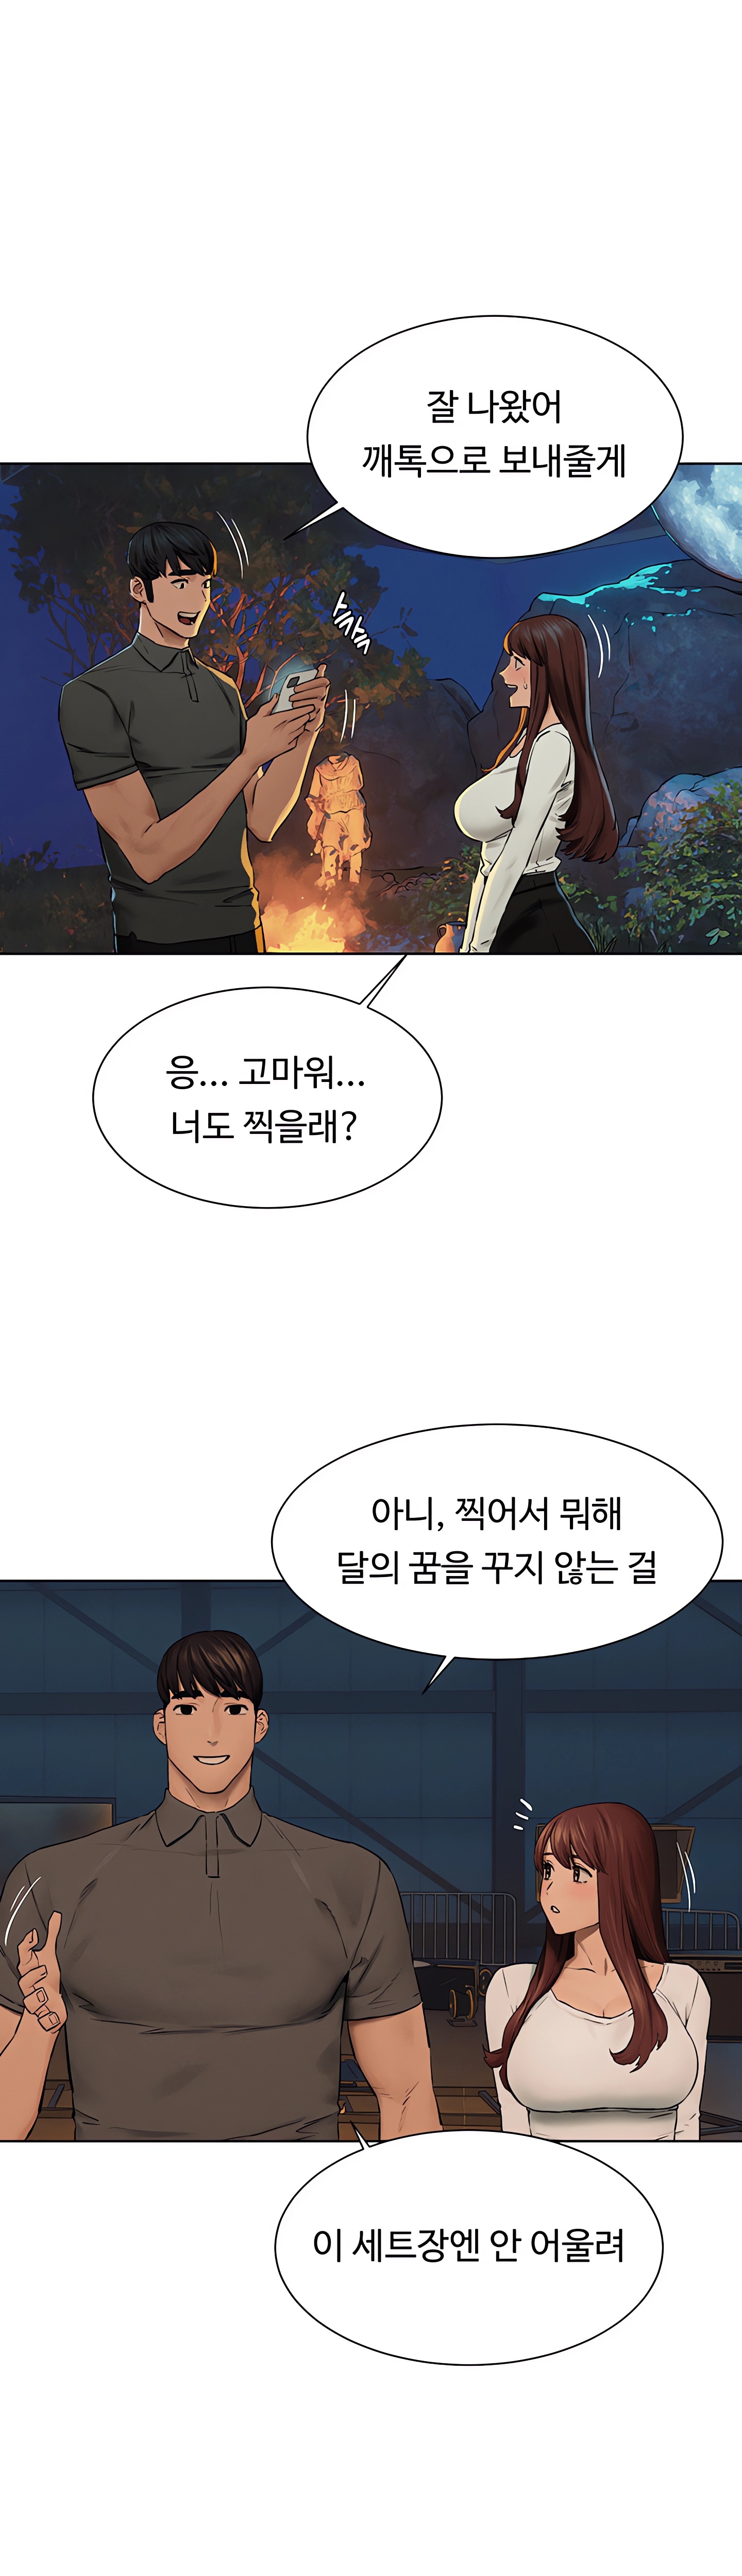 잘 나왔어
깨톡으로 보내줄게
응... 고마워...
너도 찍을래?
아니, 찍어서 뭐해
달의 꿈을 꾸지 않는 걸
이 세트장엔 안 어울려